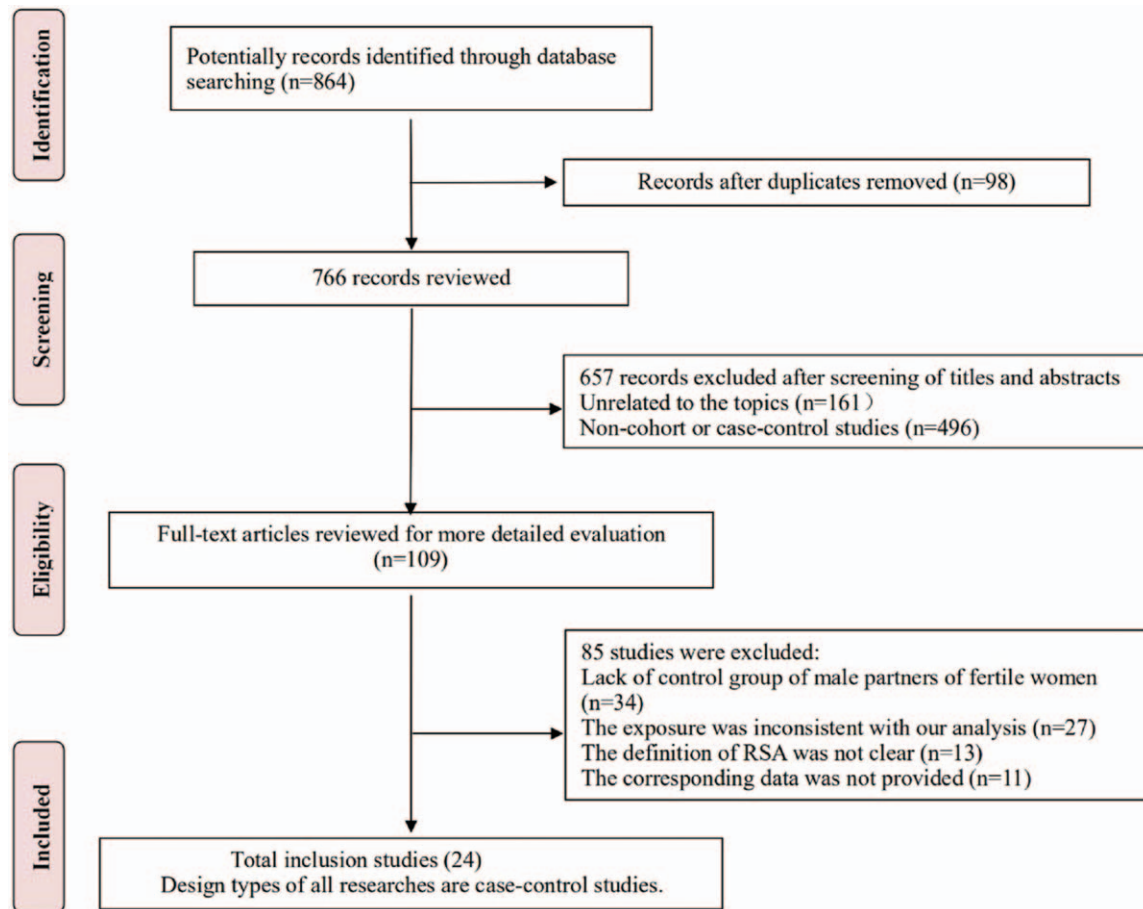 Identification
Potentially records identified through database
searching (n=864)
Records after duplicates removed (n=98)
Screening
766 records reviewed
657 records excluded after screening of titles and abstracts
Unrelated to the topics (n=161）
Non-cohort or case-control studies (n=496)
Eligibility
Full-text articles reviewed for more detailed evaluation
(n=109)
85 studies were excluded:
Lack of control group of male partners of fertile women
(n=34)
The exposure was inconsistent with our analysis (n=27)
The definition of RSA was not clear (n=13)
The corresponding data was not provided (n=11)
Included
Total inclusion studies (24)
Design types of all researches are case-control studies.